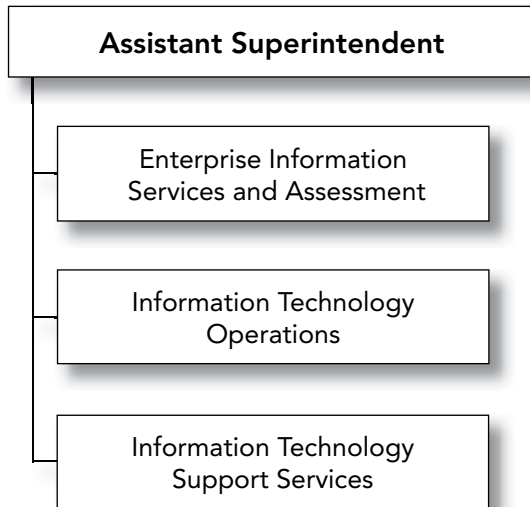 Assistant Superintendent
Enterprise Information
Services and Assessment
Information Technology
Operations
Information Technology
Support Services